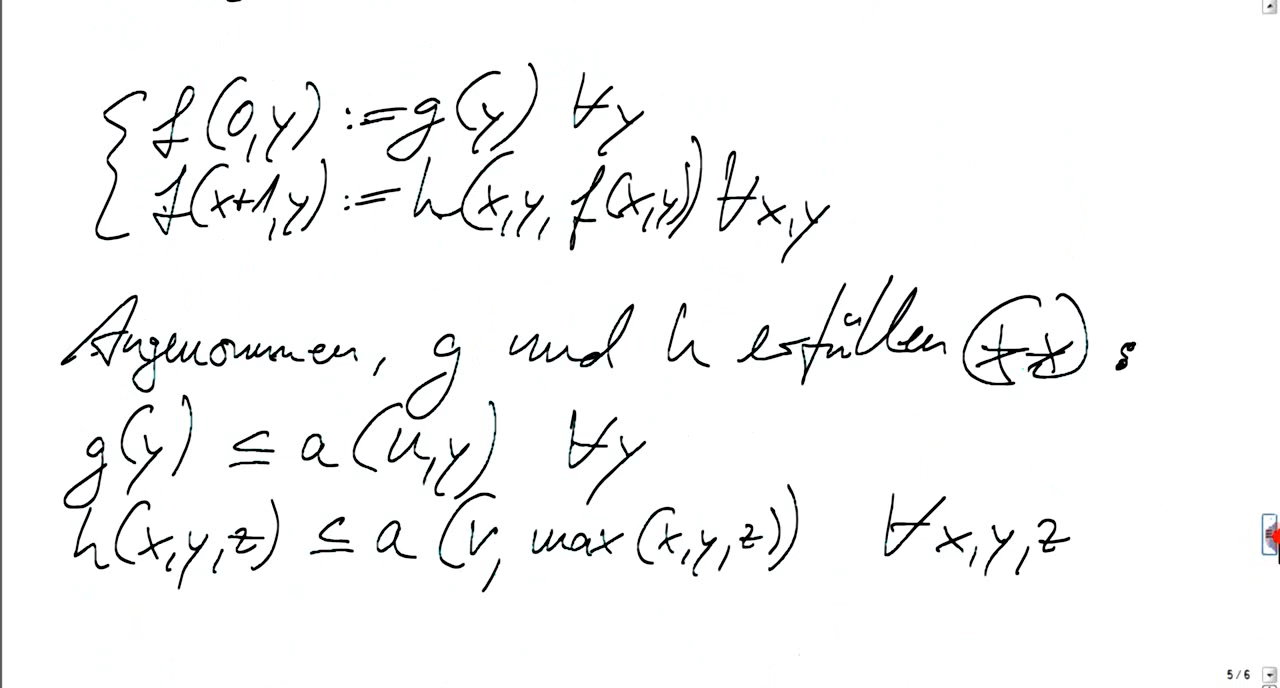 { f(0,y) := g(y) ∀y
f(x+1,y) := h(x,y,f(x,y)) ∀x,y
Angenommen, g und h erfüllen (**):
g(y) ≤ a(u,y) ∀y
h(x,y,z) ≤ a(v, max(x,y,z)) ∀x,y,z
5/6